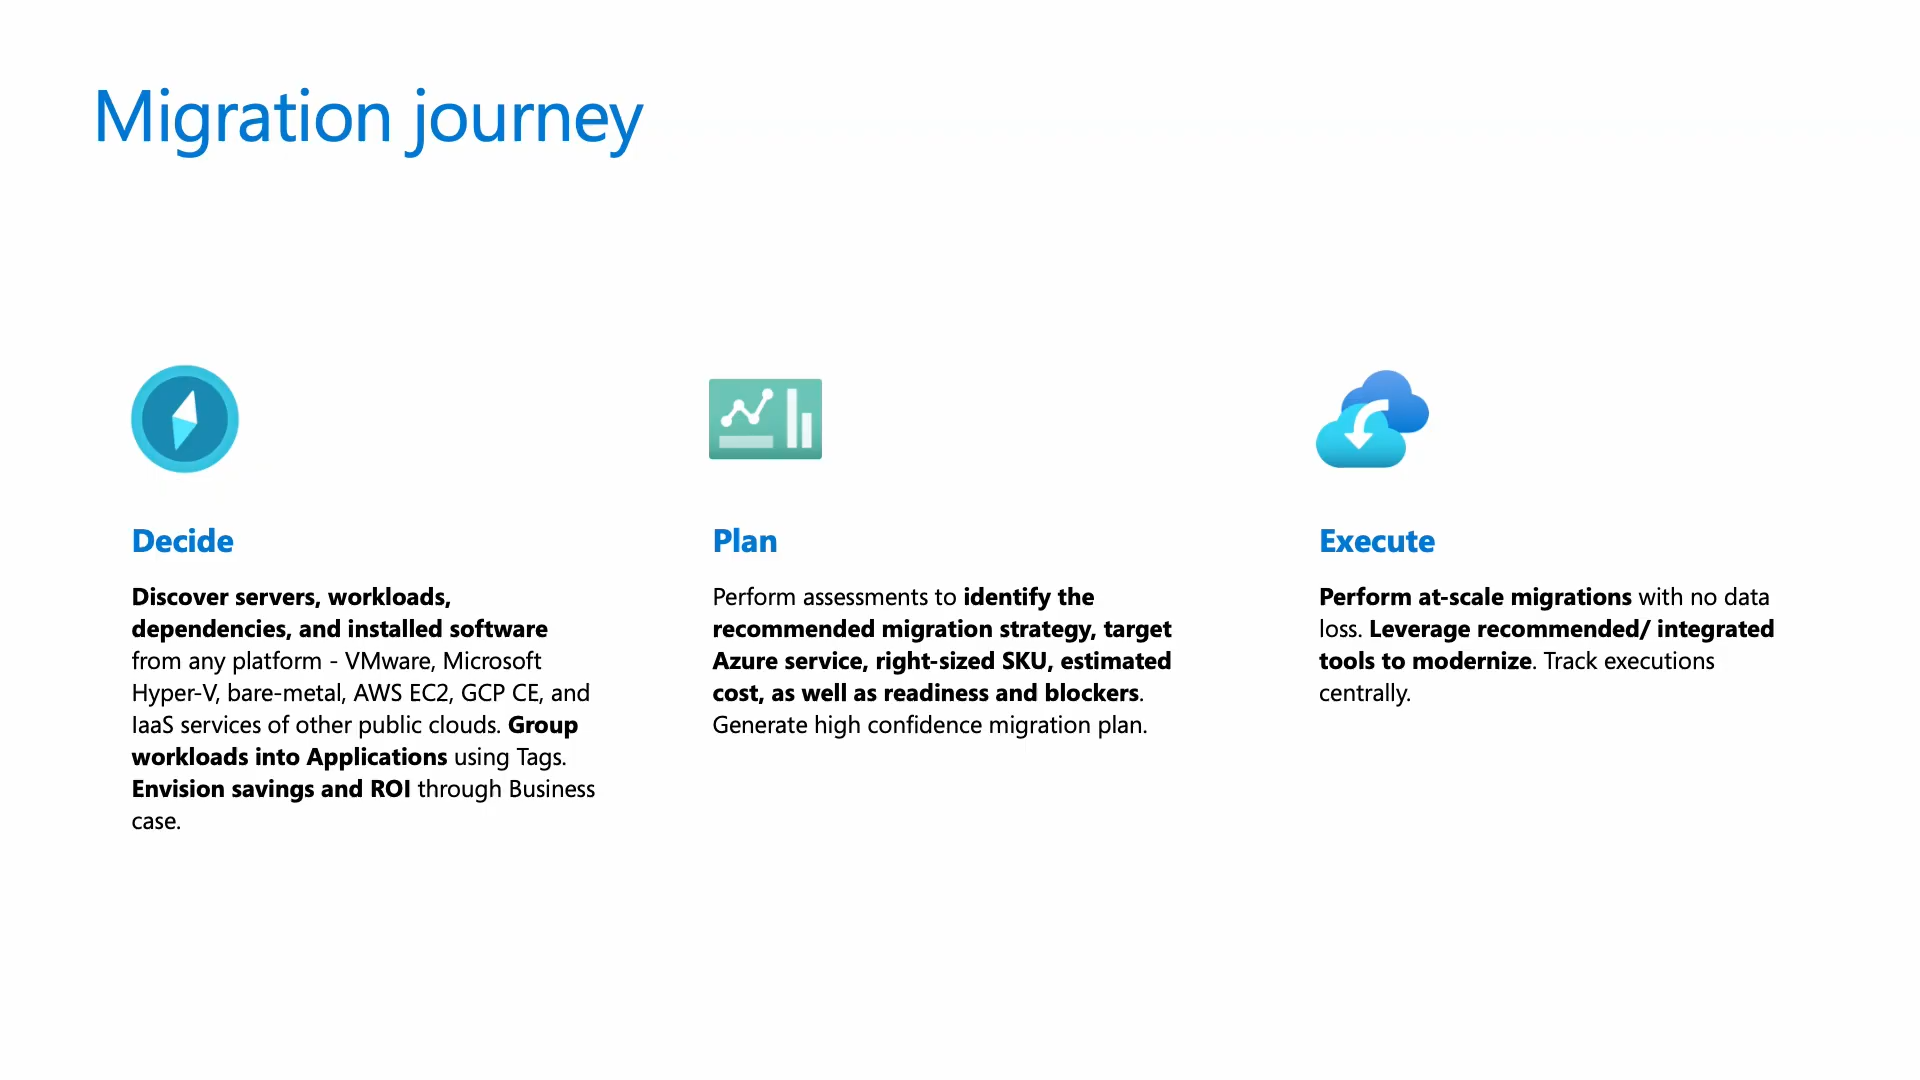 Migration journey
Decide
Discover servers, workloads,
dependencies, and installed software
from any platform - VMware, Microsoft
Hyper-V, bare-metal, AWS EC2, GCP CE, and
IaaS services of other public clouds. Group
workloads into Applications using Tags.
Envision savings and ROI through Business
case.
Plan
Perform assessments to identify the
recommended migration strategy, target
Azure service, right-sized SKU, estimated
cost, as well as readiness and blockers.
Generate high confidence migration plan.
Execute
Perform at-scale migrations with no data
loss. Leverage recommended/ integrated
tools to modernize. Track executions
centrally.